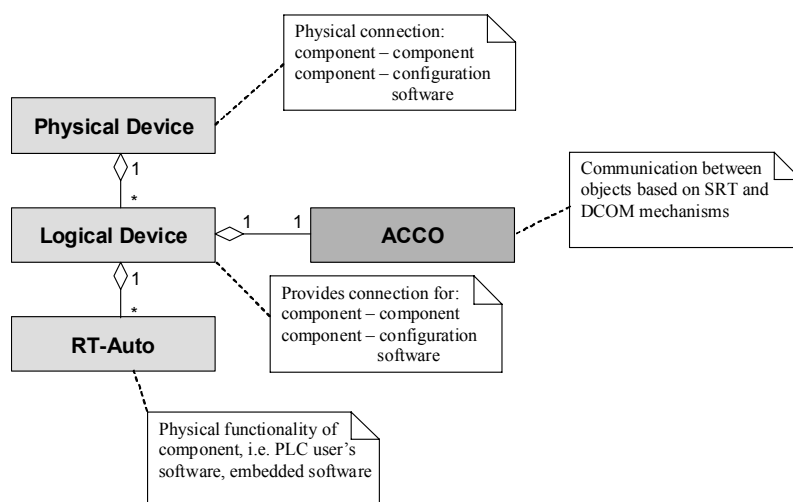 Physical connection:
component – component
component – configuration
software
Physical Device
1
*
Communication between
objects based on SRT and
DCOM mechanisms
Logical Device
1
1
ACCO
1
*
Provides connection for:
component – component
component – configuration
software
RT-Auto
Physical functionality of
component, i.e. PLC user's
software, embedded software